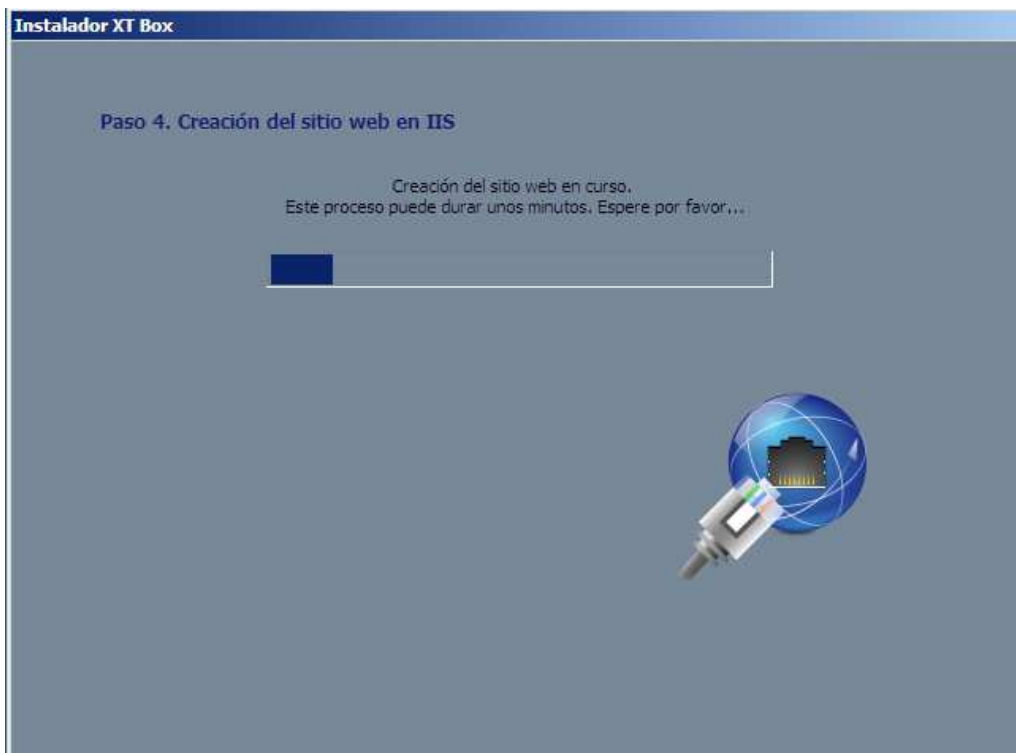 Instalador XT Box
Paso 4. Creación del sitio web en IIS
Creación del sitio web en curso.
Este proceso puede durar unos minutos. Espere por favor...